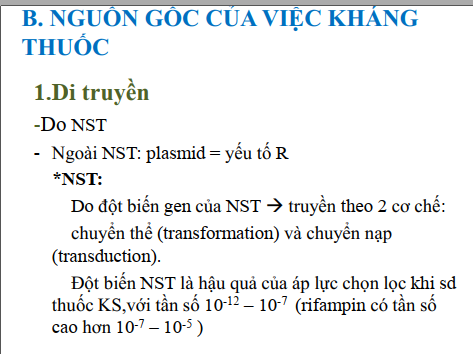 B. NGUỒN GỐC CỦA VIỆC KHÁNG
THUỐC
1.Di truyền
-Do NST
- Ngoài NST: plasmid = yếu tố R
*NST:
Do đột biến gen của NST → truyền theo 2 cơ chế:
chuyển thể (transformation) và chuyển nạp
(transduction).
Đột biến NST là hậu quả của áp lực chọn lọc khi sd
thuốc KS,với tần số 10⁻¹² – 10⁻⁷ (rifampin có tần số
cao hơn 10⁻⁷ – 10⁻⁵ )